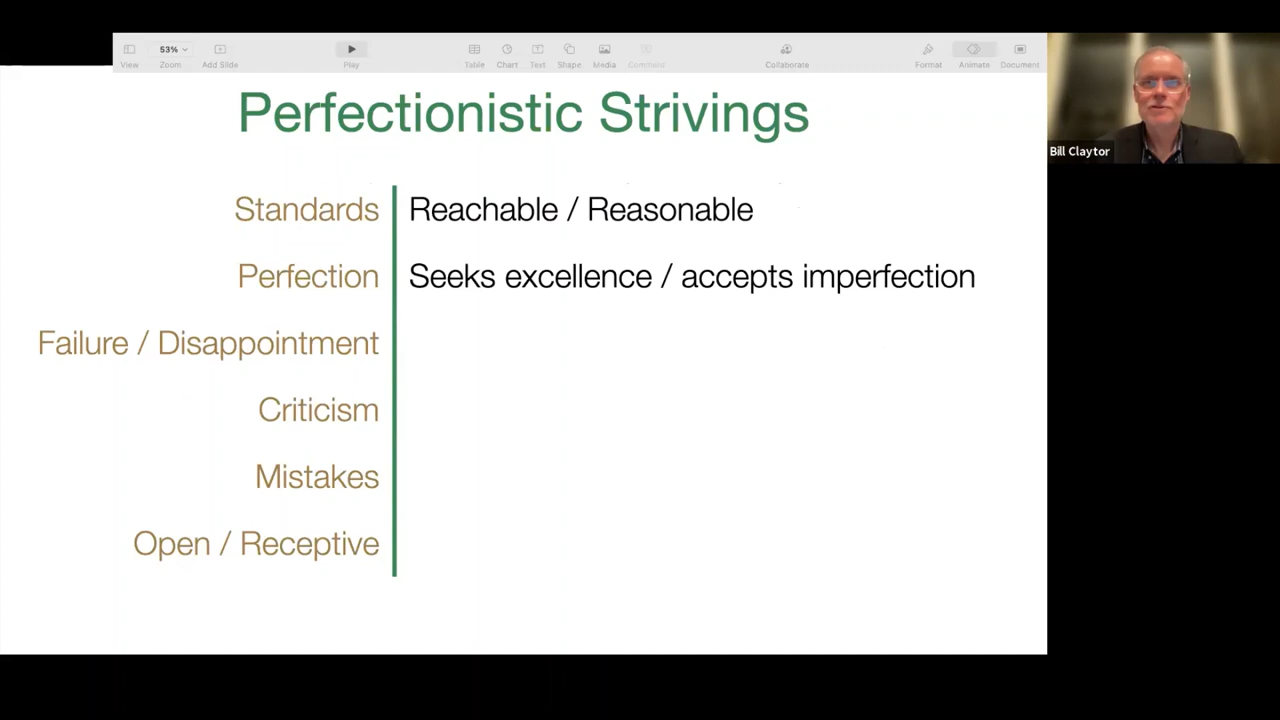 53%
View Zoom Add Slide Play Table Chart Text Shape Media Comment Collaborate Format Animate Document
Perfectionistic Strivings
Bill Claytor
Standards Reachable / Reasonable
Perfection Seeks excellence / accepts imperfection
Failure / Disappointment
Criticism
Mistakes
Open / Receptive